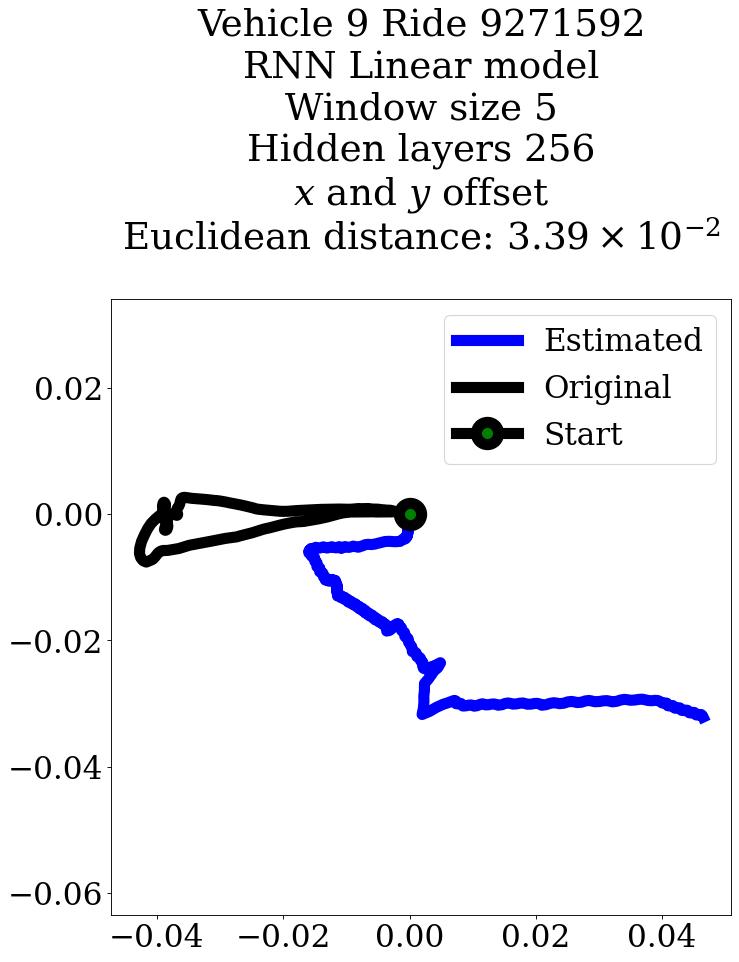 Vehicle 9 Ride 9271592
RNN Linear model
Window size 5
Hidden layers 256
x and y offset
Euclidean distance: 3.39 × 10⁻²
Estimated
Original
Start
0.02
0.00
−0.02
−0.04
−0.06
−0.04 −0.02 0.00 0.02 0.04